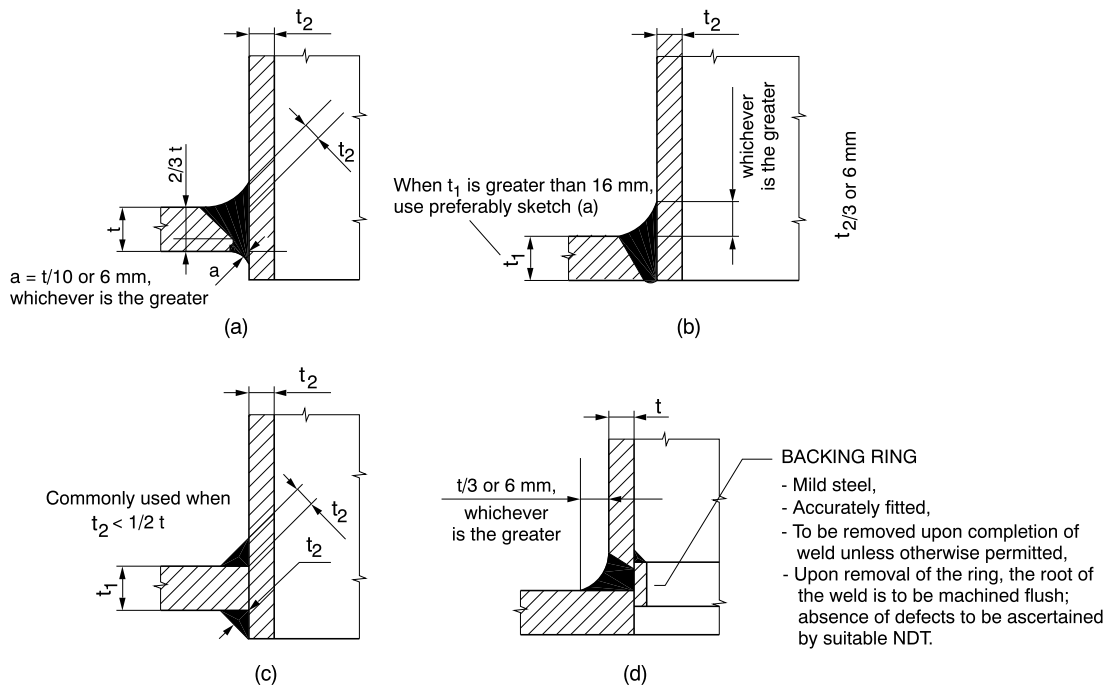 t2
t2
2/3 t
t
a
a = t/10 or 6 mm,
whichever is the greater
(a)
t2
whichever
is the greater
t2/3 or 6 mm
When t1 is greater than 16 mm,
use preferably sketch (a)
t1
(b)
t2
Commonly used when
t2 < 1/2 t
t2
t2
t1
(c)
t
t/3 or 6 mm,
whichever
is the greater
BACKING RING
- Mild steel,
- Accurately fitted,
- To be removed upon completion of
weld unless otherwise permitted,
- Upon removal of the ring, the root of
the weld is to be machined flush;
absence of defects to be ascertained
by suitable NDT.
(d)